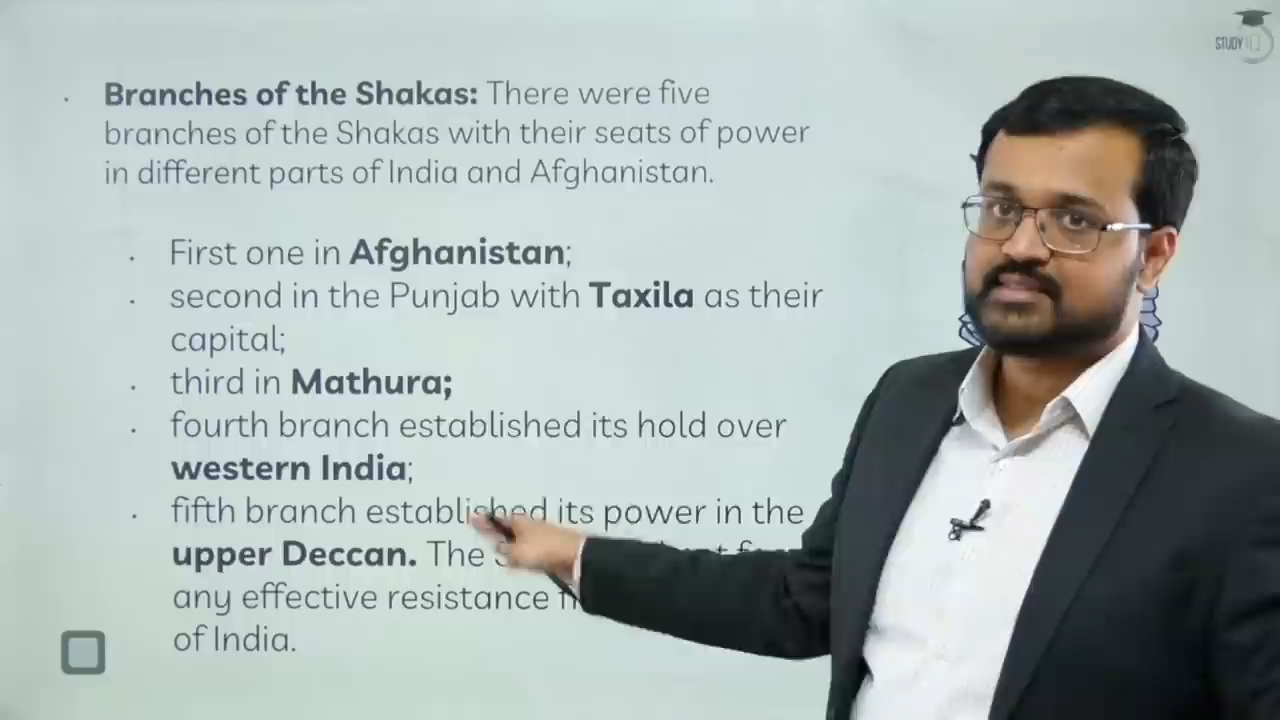 STUDY
Branches of the Shakas: There were five
branches of the Shakas with their seats of power
in different parts of India and Afghanistan.
First one in Afghanistan;
second in the Punjab with Taxila as their
capital;
third in Mathura;
fourth branch established its hold over
western India;
fifth branch established its power in the
upper Deccan. The
any effective resistance
of India.